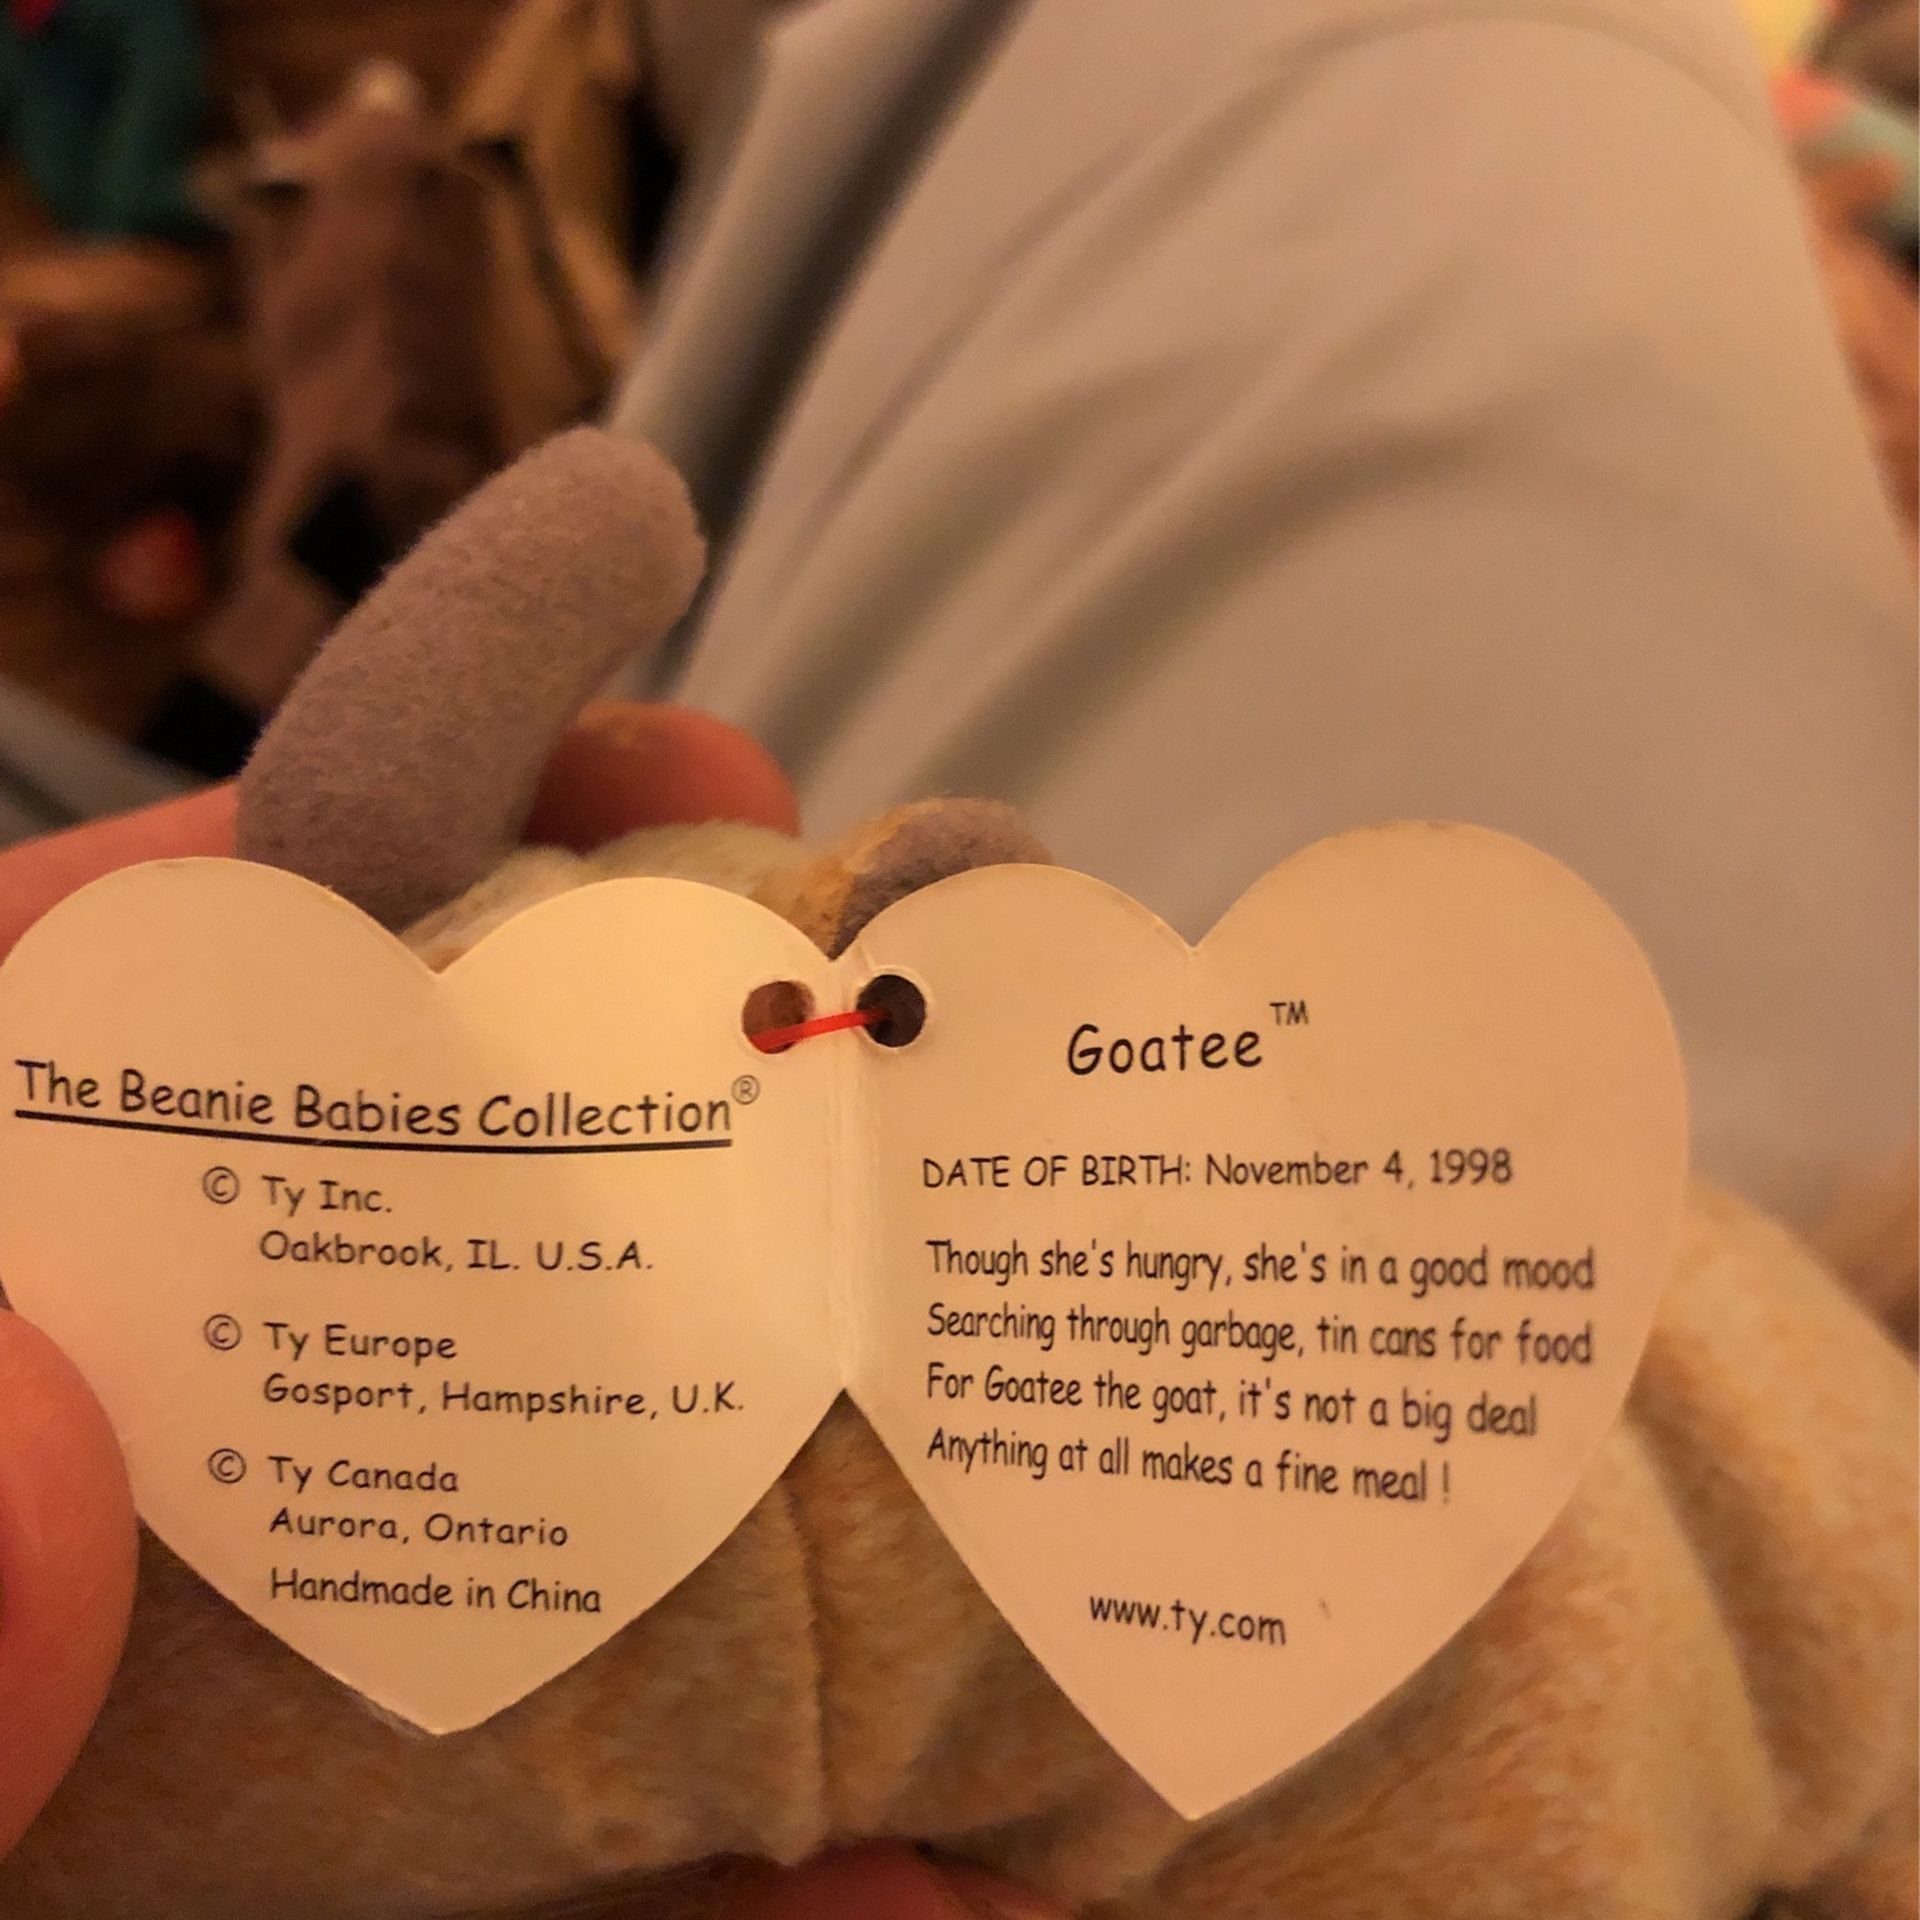 The Beanie Babies Collection®
© Ty Inc.
Oakbrook, IL. U.S.A.
© Ty Europe
Gosport, Hampshire, U.K.
© Ty Canada
Aurora, Ontario
Handmade in China
Goatee™
DATE OF BIRTH: November 4, 1998
Though she's hungry, she's in a good mood
Searching through garbage, tin cans for food
For Goatee the goat, it's not a big deal
Anything at all makes a fine meal !
www.ty.com